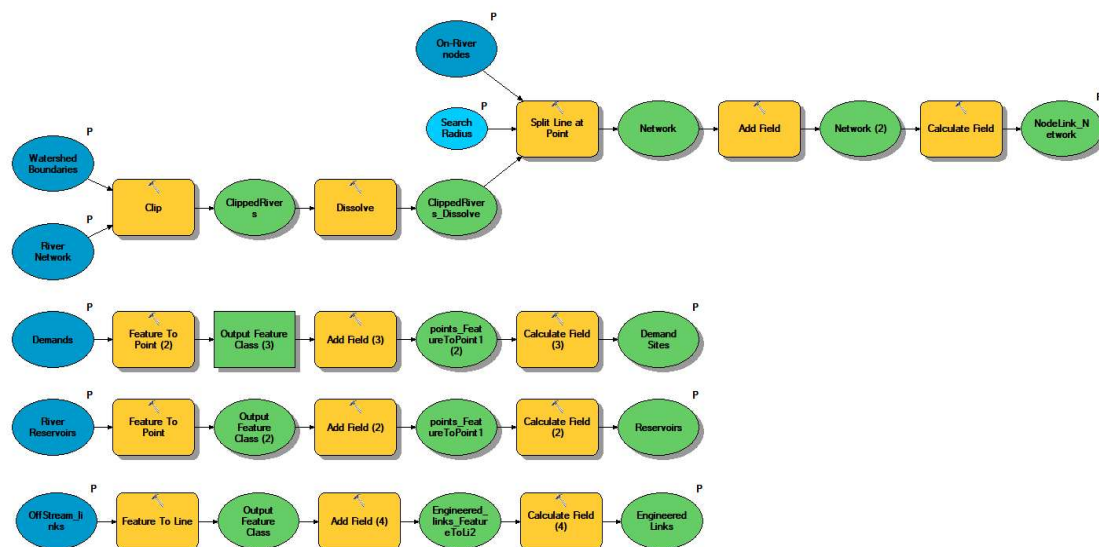 P
On-River
nodes
P
Search
Radius
Split Line at
Point
Network
Add Field
Network (2)
Calculate Field
P
NodeLink_N
etwork
P
Watershed
Boundaries
P
River
Network
Clip
ClippedRiver
s
Dissolve
ClippedRiver
s_Dissolve
P
Demands
Feature To
Point (2)
Output Feature
Class (3)
Add Field (3)
points_Feat
ureToPoint1
(2)
Calculate Field
(3)
P
Demand
Sites
P
River
Reservoirs
Feature To
Point
Output
Feature
Class (2)
Add Field (2)
points_Feat
ureToPoint1
Calculate Field
(2)
P
Reservoirs
P
OffStream_li
nks
Feature To Line
Output
Feature
Class
Add Field (4)
Engineered_
links_Featur
eToLi2
Calculate Field
(4)
P
Engineered
Links